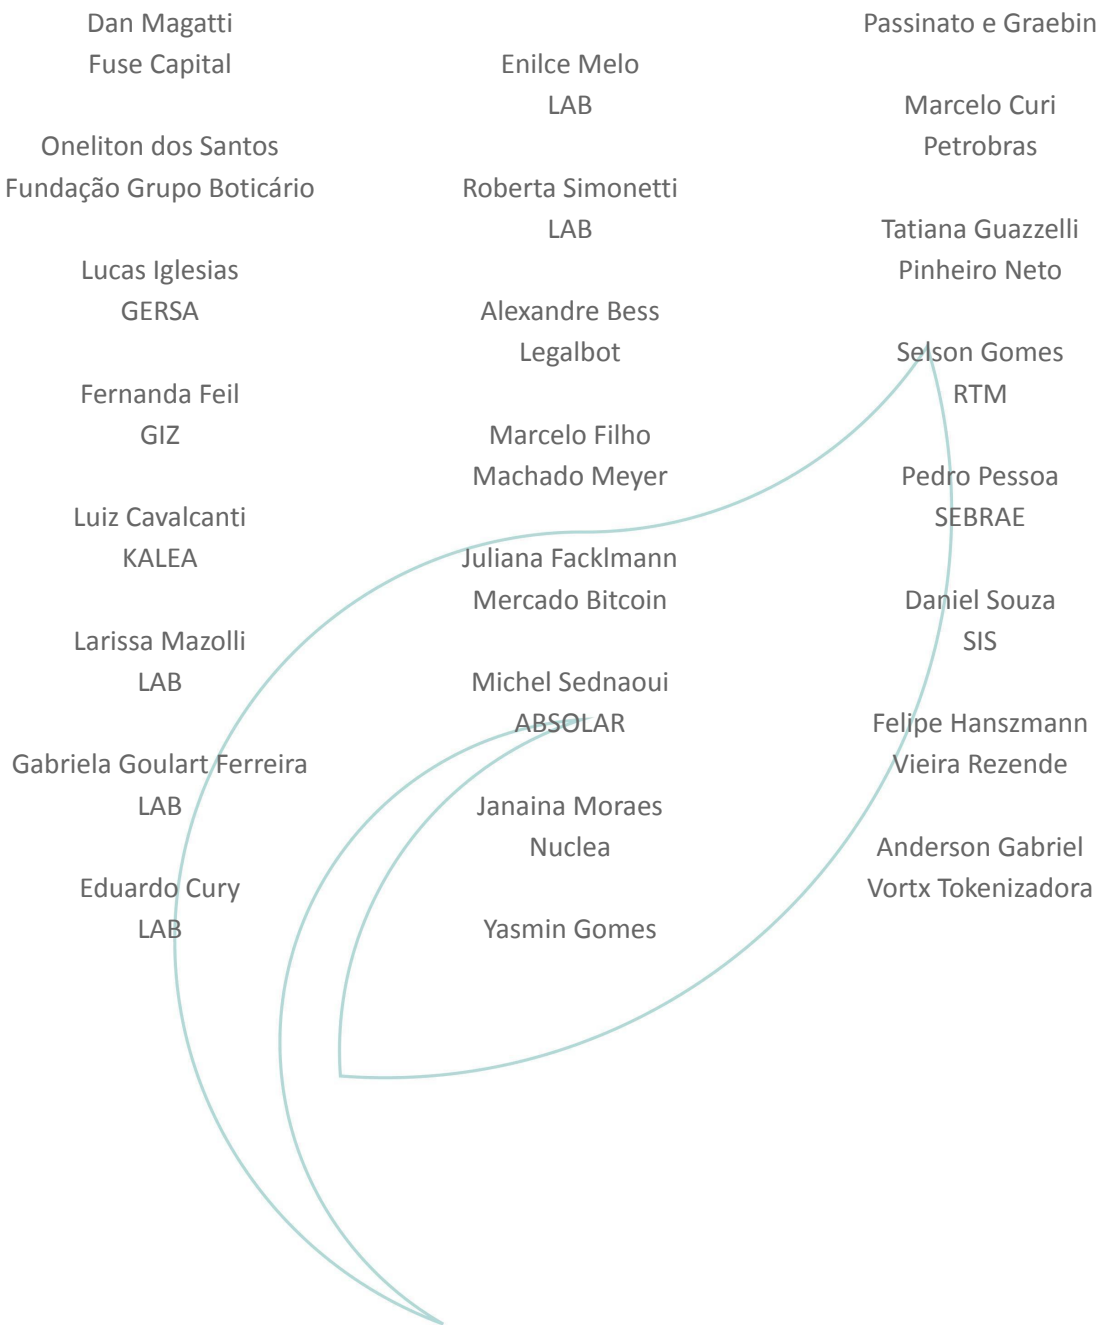 Dan Magatti
Fuse Capital
Oneliton dos Santos
Fundação Grupo Boticário
Lucas Iglesias
GERSA
Fernanda Feil
GIZ
Luiz Cavalcanti
KALEA
Larissa Mazolli
LAB
Gabriela Goulart Ferreira
LAB
Eduardo Cury
LAB
Enilce Melo
LAB
Roberta Simonetti
LAB
Alexandre Bess
Legalbot
Marcelo Filho
Machado Meyer
Juliana Facklmann
Mercado Bitcoin
Michel Sednaoui
ABSOLAR
Janaina Moraes
Nuclea
Yasmin Gomes
Passinato e Graebin
Marcelo Curi
Petrobras
Tatiana Guazzelli
Pinheiro Neto
Selson Gomes
RTM
Pedro Pessoa
SEBRAE
Daniel Souza
SIS
Felipe Hanszmann
Vieira Rezende
Anderson Gabriel
Vortx Tokenizadora